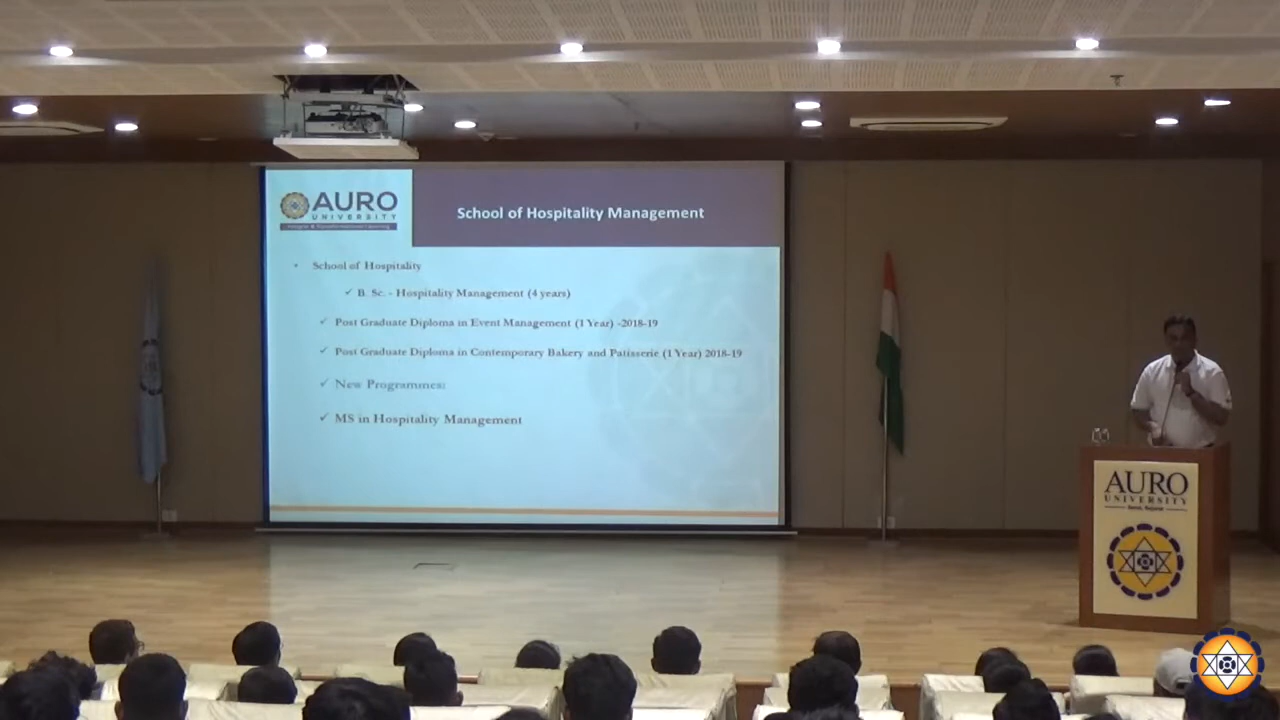 AURO
UNIVERSITY
School of Hospitality Management
• School of Hospitality
✓ B. Sc. - Hospitality Management (4 years)
✓ Post Graduate Diploma in Event Management (1 Year) -2018-19
✓ Post Graduate Diploma in Contemporary Bakery and Patisserie (1 Year) 2018-19
✓ New Programmes:
✓ MS in Hospitality Management
AURO
UNIVERSITY